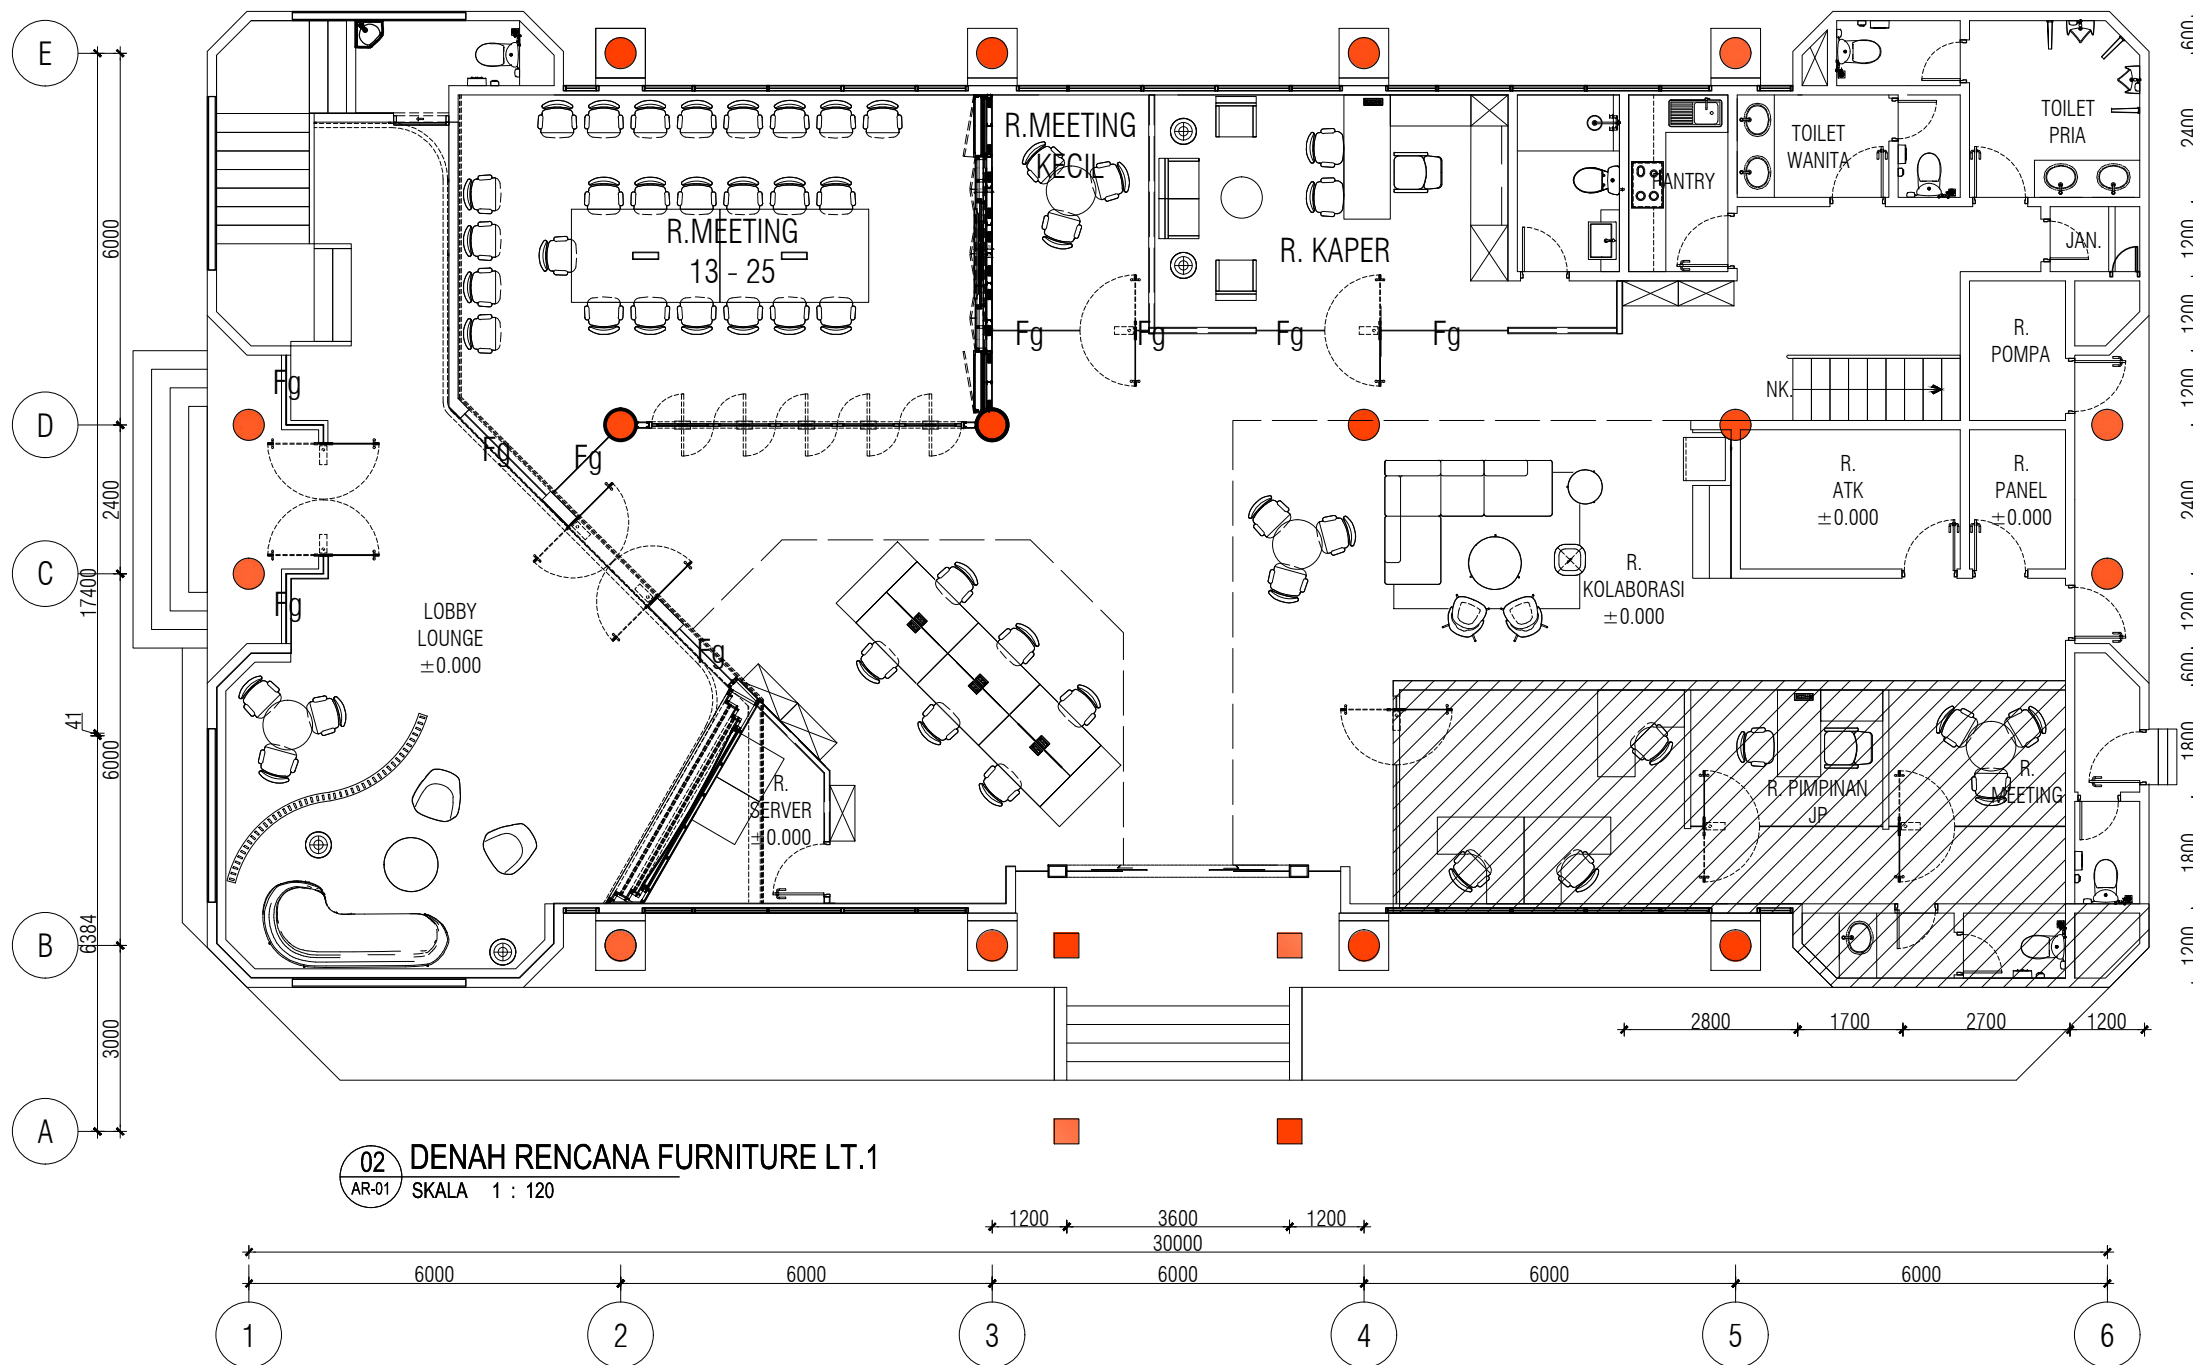 E
D
C
B
A
6000
2400
17400
41
6000
6384
3000
R.MEETING
13 - 25
R.MEETING
KECIL
R. KAPER
PANTRY
TOILET
WANITA
TOILET
PRIA
JAN.
R.
POMPA
NK.
Fg
Fg
Fg
Fg
Fg
Fg
Fg
Fg
Fg
R.
ATK
±0.000
R.
PANEL
±0.000
R.
KOLABORASI
±0.000
LOBBY
LOUNGE
±0.000
R.
SERVER
±0.000
R. PIMPINAN
JP
R.
MEETING
600
2400
1200
1200
1200
2400
1200
600
1800
1800
1200
2800
1700
2700
1200
02
AR-01
DENAH RENCANA FURNITURE LT.1
SKALA 1 : 120
1200
3600
1200
30000
6000
6000
6000
6000
6000
1
2
3
4
5
6